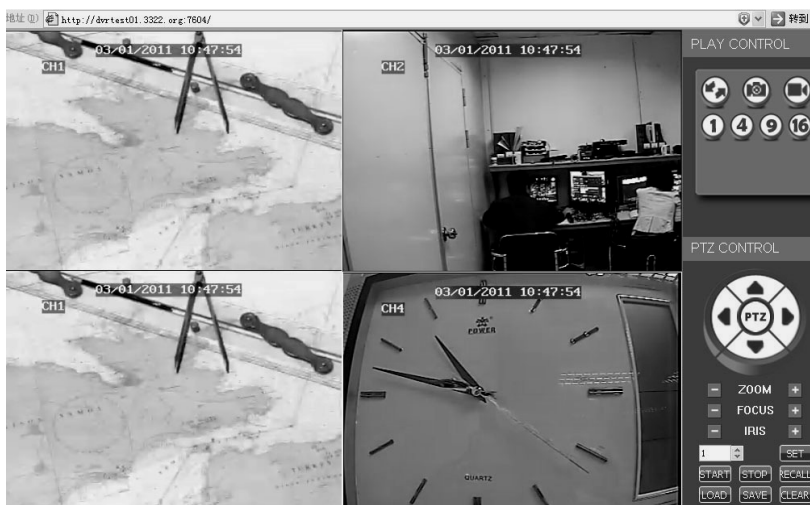 地址(D) http://dvrtest01.3322.org:7604/ 转到
PLAY CONTROL
03/01/2011 10:47:54
CH1
03/01/2011 10:47:54
CH2
1 4 9 16
PTZ CONTROL
03/01/2011 10:47:54
CH1
03/01/2011 10:47:54
CH4
POWER
QUARTZ
PTZ
- ZOOM +
- FOCUS +
- IRIS +
1 SET
START STOP RECALL
LOAD SAVE CLEAR